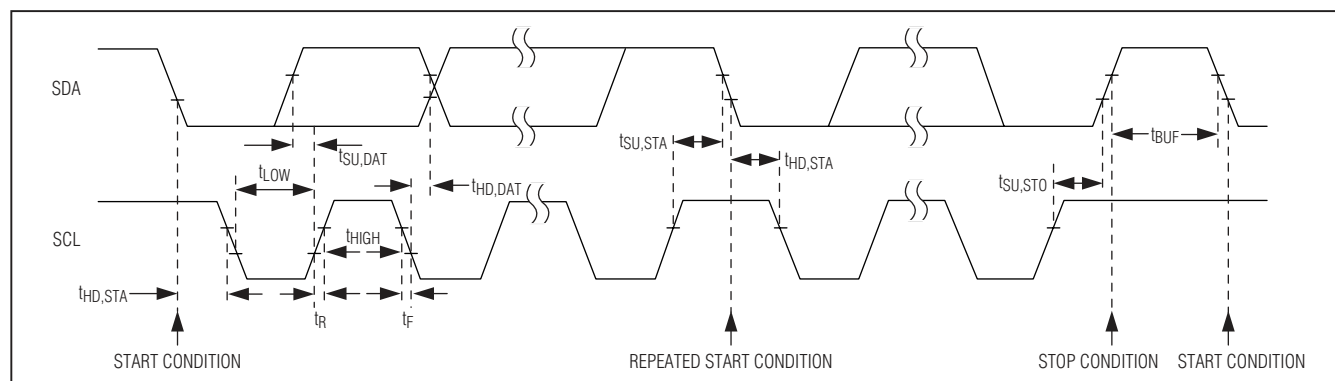 SDA
tSU,DAT
tLOW
tHD,DAT
tSU,STA
tHD,STA
tBUF
tSU,STO
SCL
tHIGH
tHD,STA
tR
tF
START CONDITION
REPEATED START CONDITION
STOP CONDITION
START CONDITION